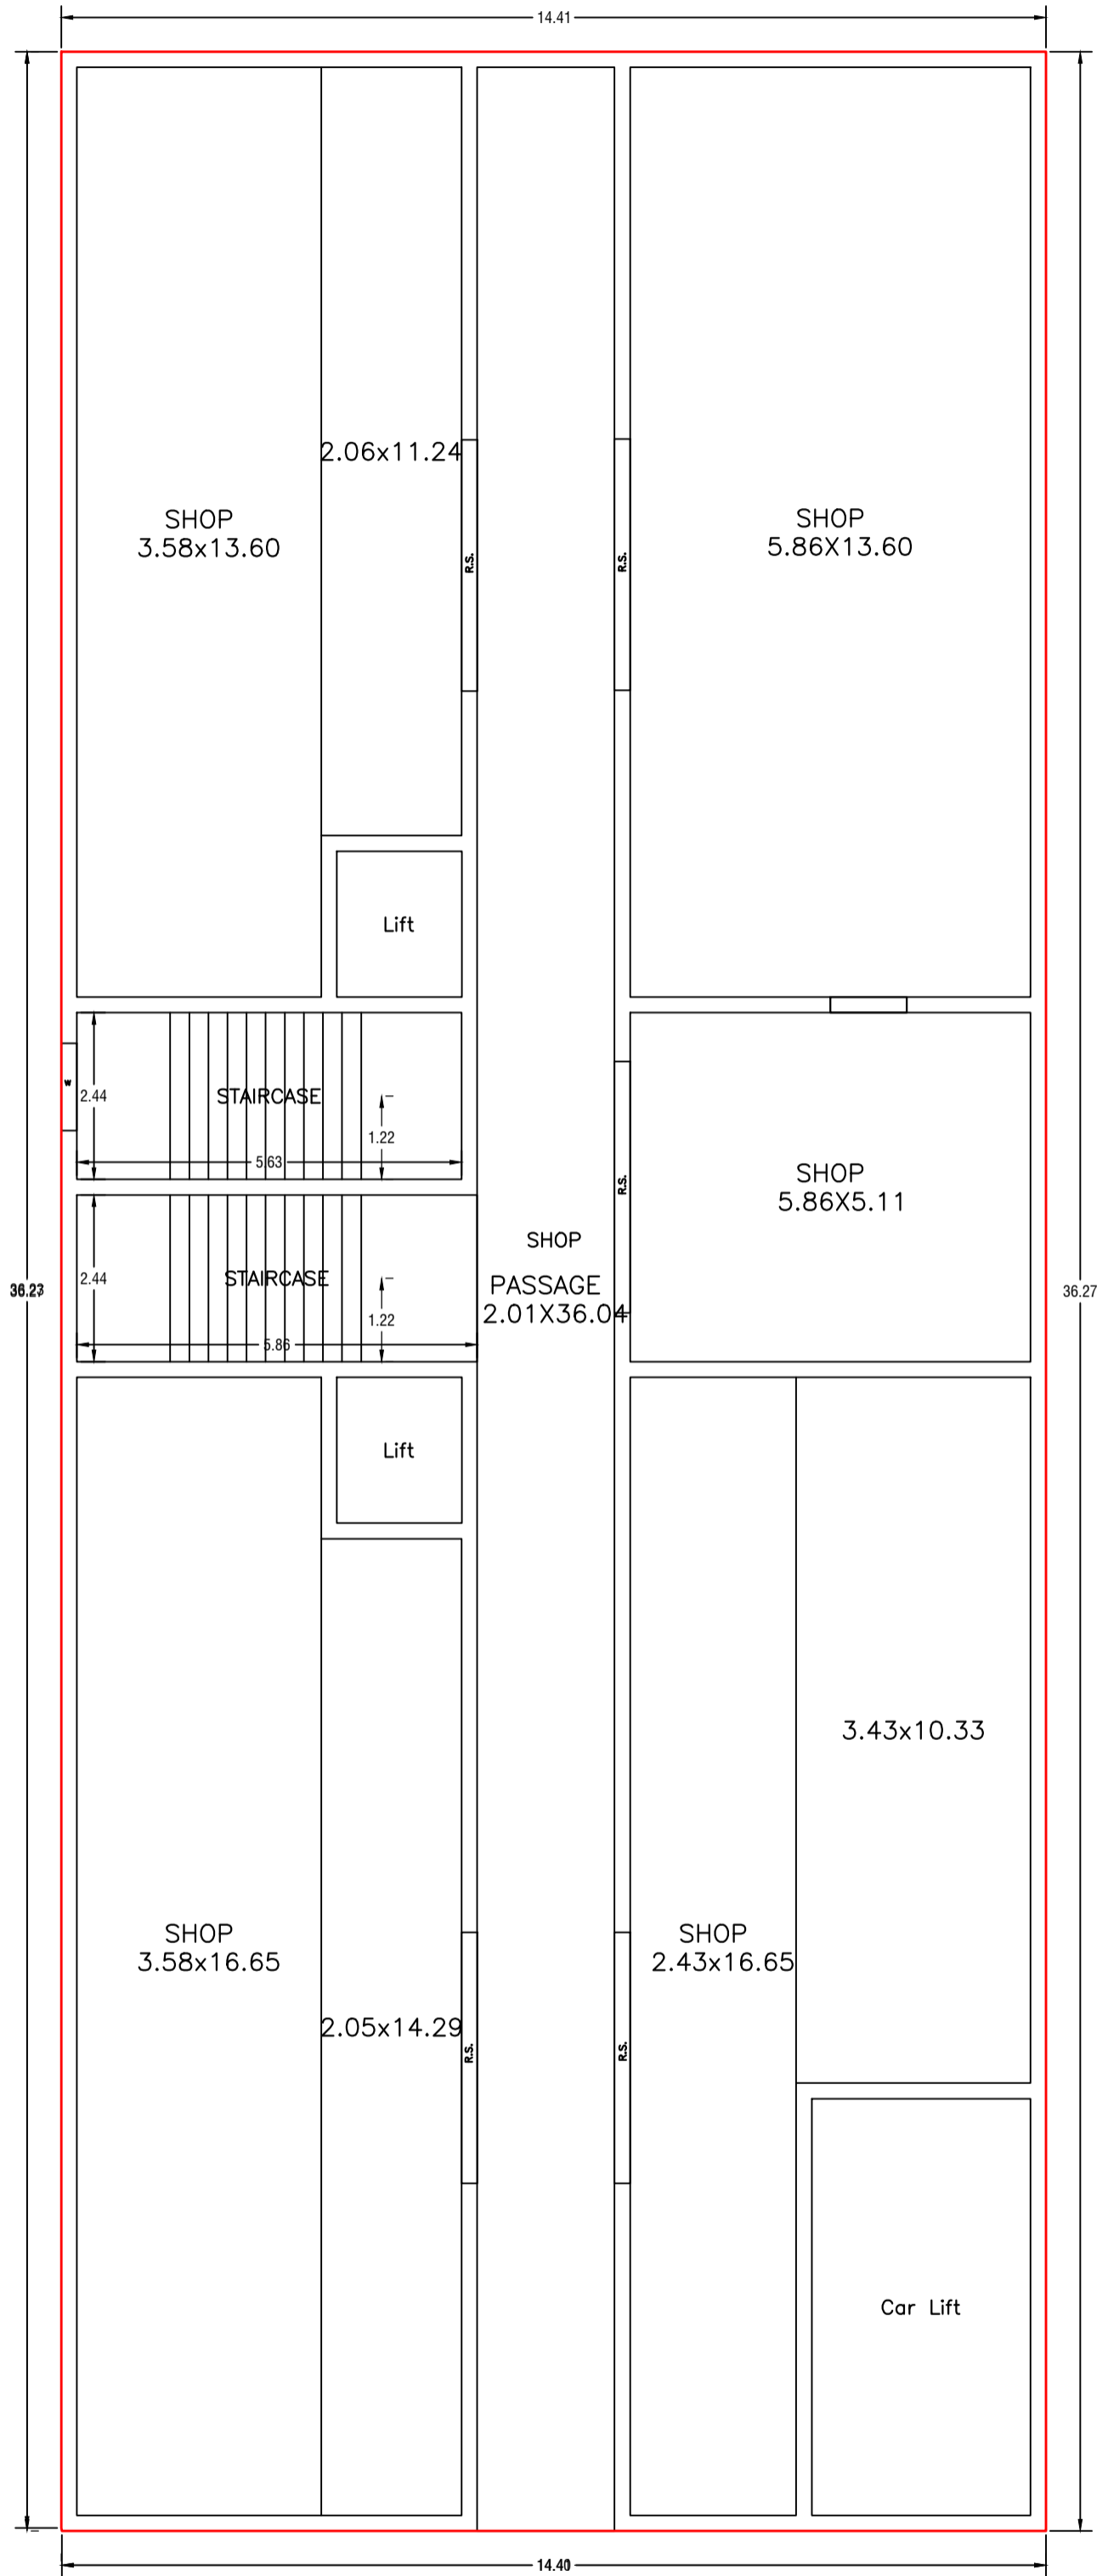 14.41
2.06x11.24
SHOP
3.58x13.60
SHOP
5.86X13.60
R.S.
R.S.
Lift
W
2.44
STAIRCASE
1.22
5.63
R.S.
SHOP
5.86X5.11
SHOP
2.44
STAIRCASE
PASSAGE
2.01X36.04
1.22
5.86
36.27
Lift
3.43x10.33
SHOP
3.58x16.65
SHOP
2.43x16.65
2.05x14.29
R.S.
R.S.
Car Lift